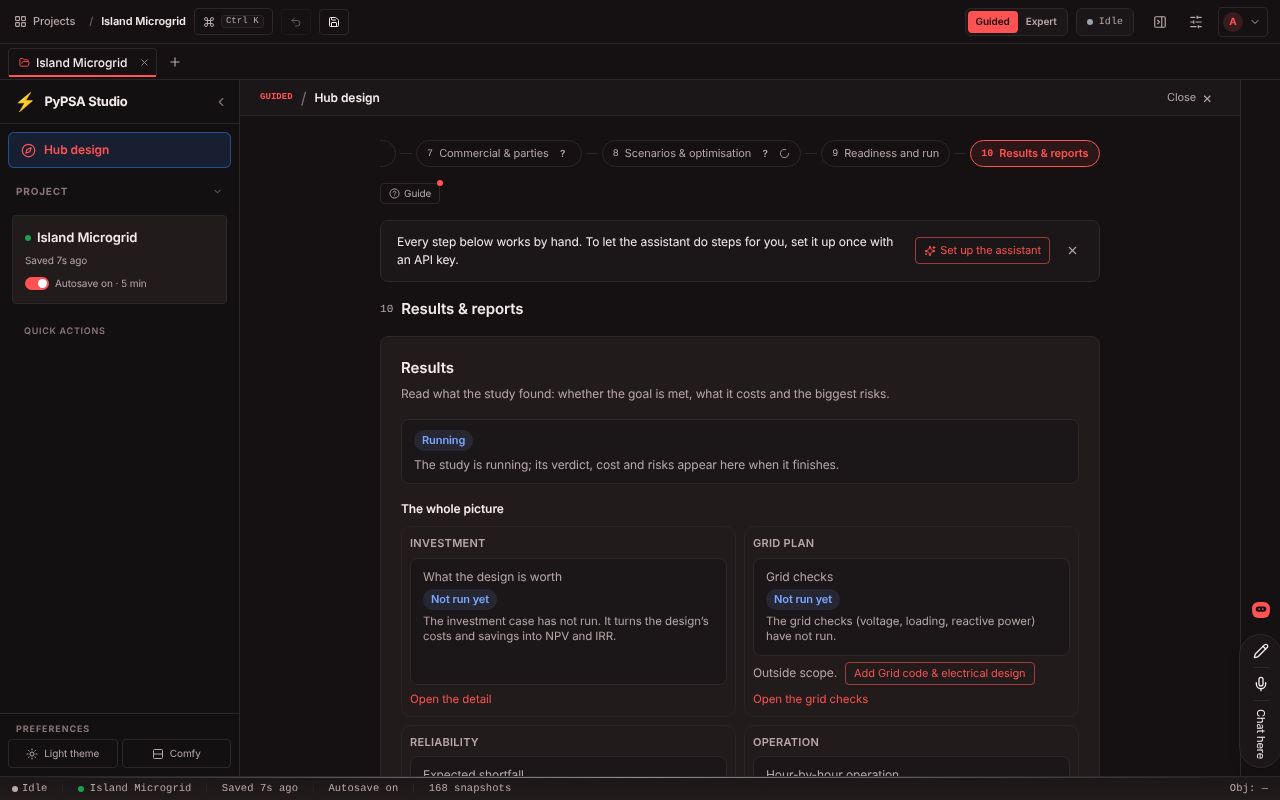 Projects / Island Microgrid
Ctrl K
Guided Expert
Idle
A
Island Microgrid
PyPSA Studio
GUIDED / Hub design
Close
Hub design
PROJECT
Island Microgrid
Saved 7s ago
Autosave on · 5 min
QUICK ACTIONS
7 Commercial & parties ?
8 Scenarios & optimisation ?
9 Readiness and run
10 Results & reports
Guide
Every step below works by hand. To let the assistant do steps for you, set it up once with
an API key.
Set up the assistant
10 Results & reports
Results
Read what the study found: whether the goal is met, what it costs and the biggest risks.
Running
The study is running; its verdict, cost and risks appear here when it finishes.
The whole picture
INVESTMENT
What the design is worth
Not run yet
The investment case has not run. It turns the design's
costs and savings into NPV and IRR.
Open the detail
GRID PLAN
Grid checks
Not run yet
The grid checks (voltage, loading, reactive power)
have not run.
Outside scope. Add Grid code & electrical design
Open the grid checks
RELIABILITY
Expected shortfall
OPERATION
Hour-by-hour operation
Chat here
PREFERENCES
Light theme
Comfy
Idle
Island Microgrid
Saved 7s ago
Autosave on
168 snapshots
Obj: —